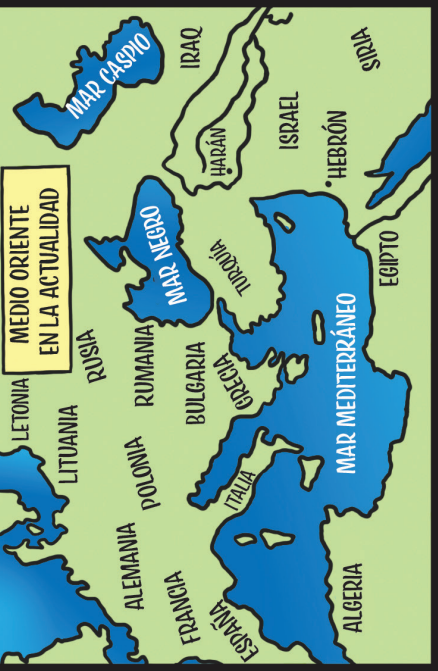 MEDIO ORIENTE
EN LA ACTUALIDAD
LETONIA
LITUANIA
RUSIA
POLONIA
ALEMANIA
FRANCIA
ESPAÑA
ITALIA
RUMANIA
BULGARIA
GRECIA
MAR NEGRO
MAR CASPIO
TURQUÍA
HARÁN
IRAQ
SIRIA
ISRAEL
HEBRÓN
EGIPTO
MAR MEDITERRÁNEO
ALGERIA